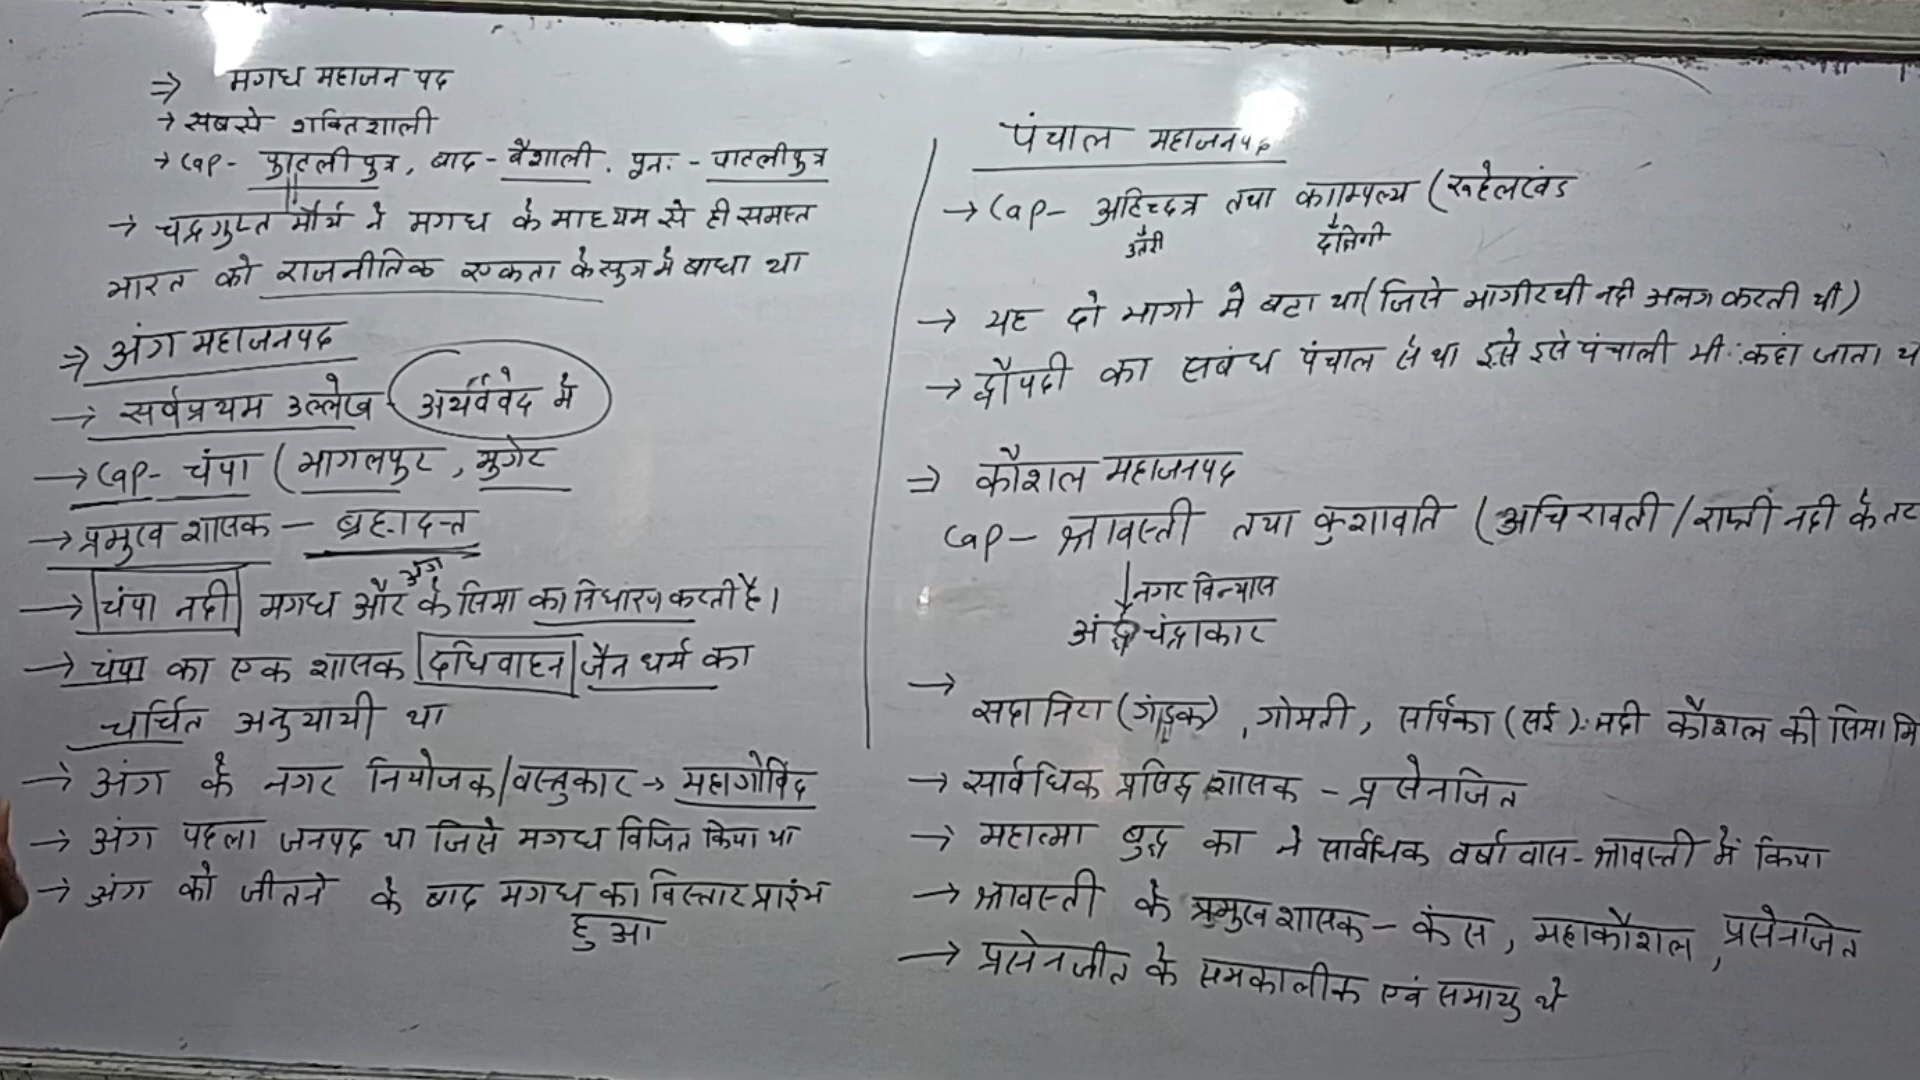 ⇒ मगध महाजन पद
→ सबसे शक्तिशाली
→ Cap- पाटलीपुत्र, बाद - वैशाली. पुनः - पाटलीपुत्र
→ चद्रगुप्त मौर्य ने मगध के माध्यम से ही समस्त
भारत को राजनीतिक एकता के सुत्र मे बाधा था
⇒ अंग महाजनपद
→ सर्वप्रथम उल्लेख - अर्थववेद मे
→ Cap- चंपा (भागलपुर, मुगेर
→ प्रमुख शासक - ब्रह्मदत्त
→ चंपा नदी मगध और अंग के सिमा का निधारण करती है।
→ चंपा का एक शासक दधिवाहन जैन धर्म का
चर्चित अनुयायी था
→ अंग के नगर नियोजक/वस्तुकार → महागोविंद
→ अंग पहला जनपद था जिसे मगध विजित किया था
→ अंग को जीतने के बाद मगध का विस्तार प्रारंभ
हुआ
पंचाल महाजनपद
→ Cap- अहिच्छत्र तथा काम्पिल्य (रुहेलखंड
उतरी दक्षिणी
→ यह दो भागो मे बटा था (जिसे भागीरथी नदी अलग करती थी)
→ द्रौपदी का सबंध पंचाल से था इसे इसे पंचाली भी कहां जाता
⇒ कौशल महाजनपद
Cap - श्रावस्ती तथा कुशावति (अचिरावती/राप्ती नदी के तट
↓ नगर विन्यास
अंर्द्ध चंद्राकार
→
सदानिरा (गंडक), गोमती, सर्पिका (सई): नदी कौशल की सिमा
→ सार्वधिक प्रसिद्ध शासक - प्रसेनजित
→ महात्मा बुद्ध का ने सार्वधिक वर्षावास - श्रावस्ती में किया
→ श्रावस्ती के प्रमुख शासक - कंस, महाकौशल, प्रसेनजित
→ प्रसेनजीत के समकालीक एवं समायु थे